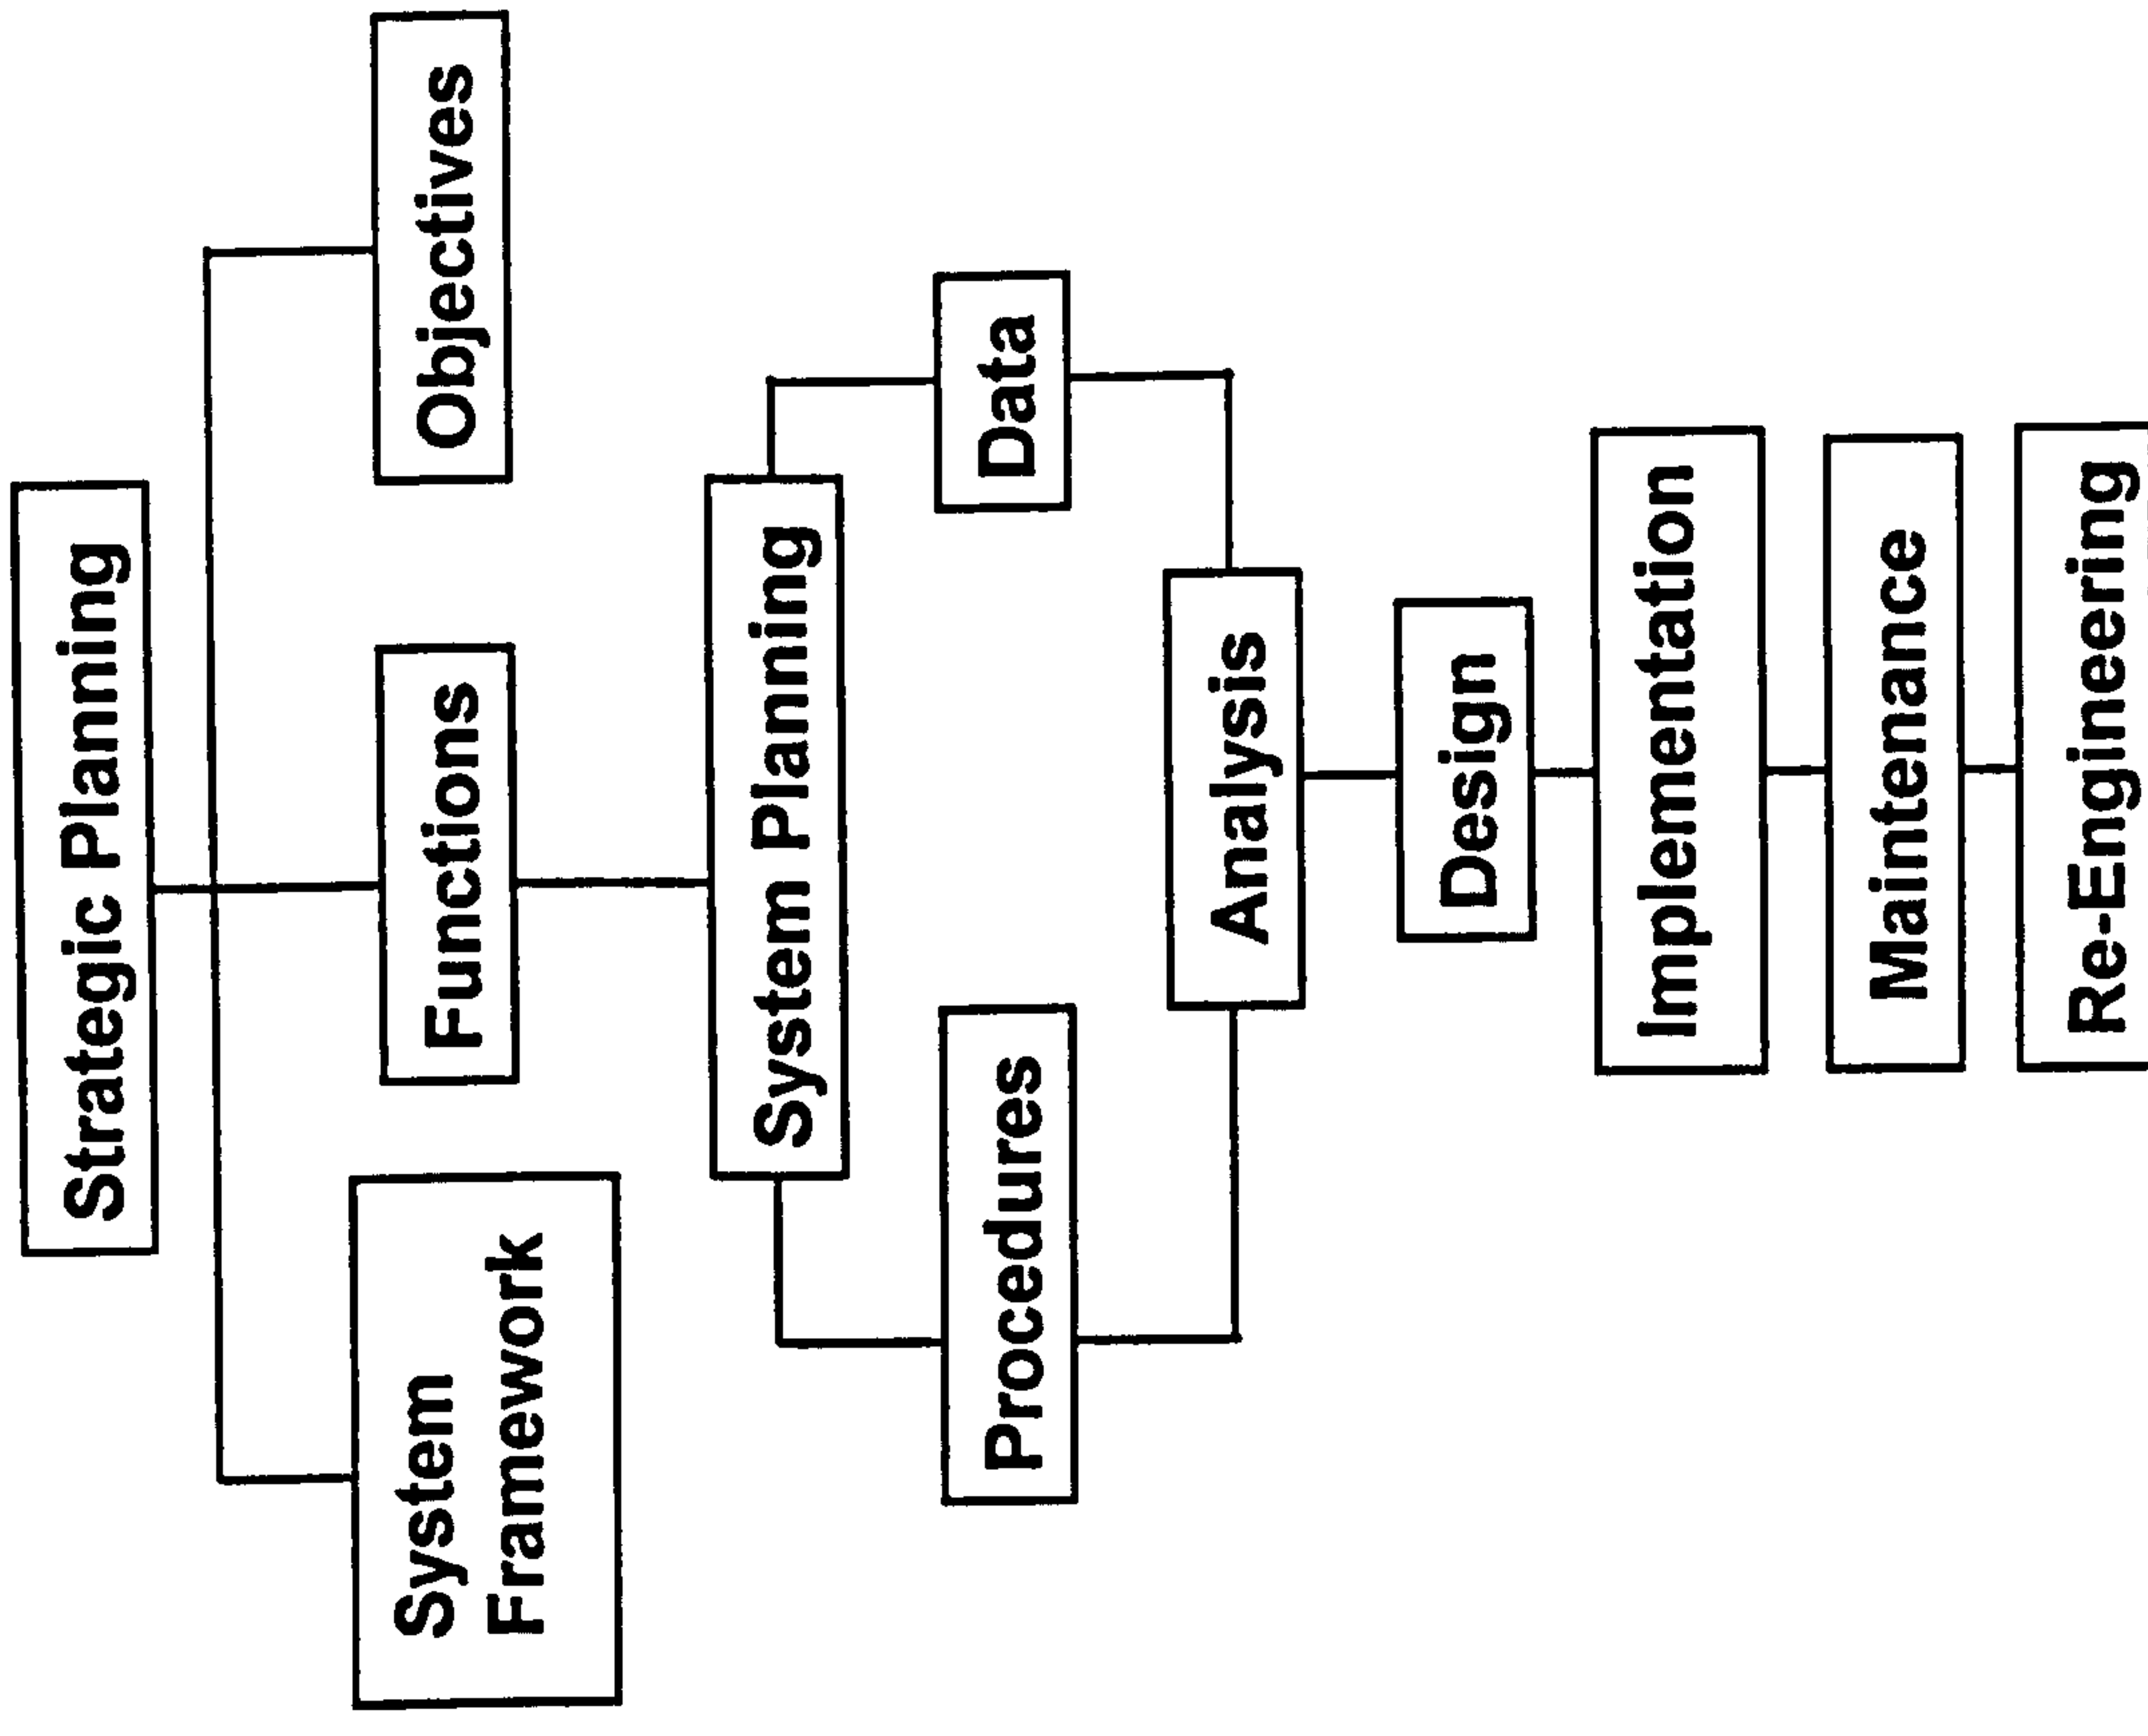 Strategic Planning
System
Framework
Functions
Objectives
System Planning
Procedures
Data
Analysis
Design
Implementation
Maintenance
Re-Engineering